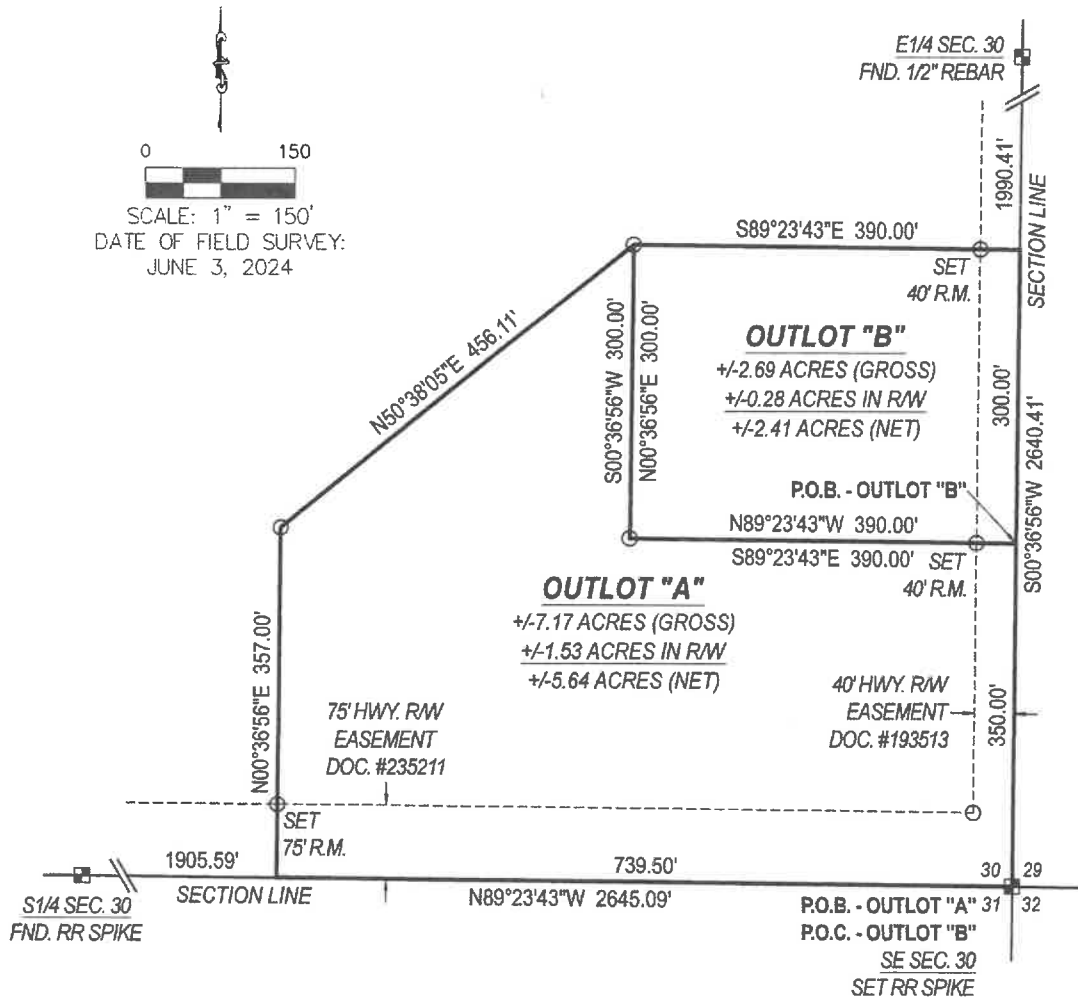 E1/4 SEC. 30
FND. 1/2" REBAR
0 150
SCALE: 1" = 150'
DATE OF FIELD SURVEY:
JUNE 3, 2024
1990.41'
SECTION LINE
S89°23'43"E 390.00'
SET
40' R.M.
N50°38'05"E 456.11'
S00°36'56"W 300.00'
N00°36'56"E 300.00'
OUTLOT "B"
+/-2.69 ACRES (GROSS)
+/-0.28 ACRES IN R/W
+/-2.41 ACRES (NET)
300.00'
S00°36'56"W 2640.41'
P.O.B. - OUTLOT "B"
N89°23'43"W 390.00'
S89°23'43"E 390.00'
SET
40' R.M.
OUTLOT "A"
+/-7.17 ACRES (GROSS)
+/-1.53 ACRES IN R/W
+/-5.64 ACRES (NET)
N00°36'56"E 357.00'
75' HWY. R/W
EASEMENT
DOC. #235211
40' HWY. R/W
EASEMENT
DOC. #193513
350.00'
SET
75' R.M.
1905.59'
739.50'
30 29
SECTION LINE
N89°23'43"W 2645.09'
S1/4 SEC. 30
FND. RR SPIKE
P.O.B. - OUTLOT "A" 31 32
P.O.C. - OUTLOT "B"
SE SEC. 30
SET RR SPIKE